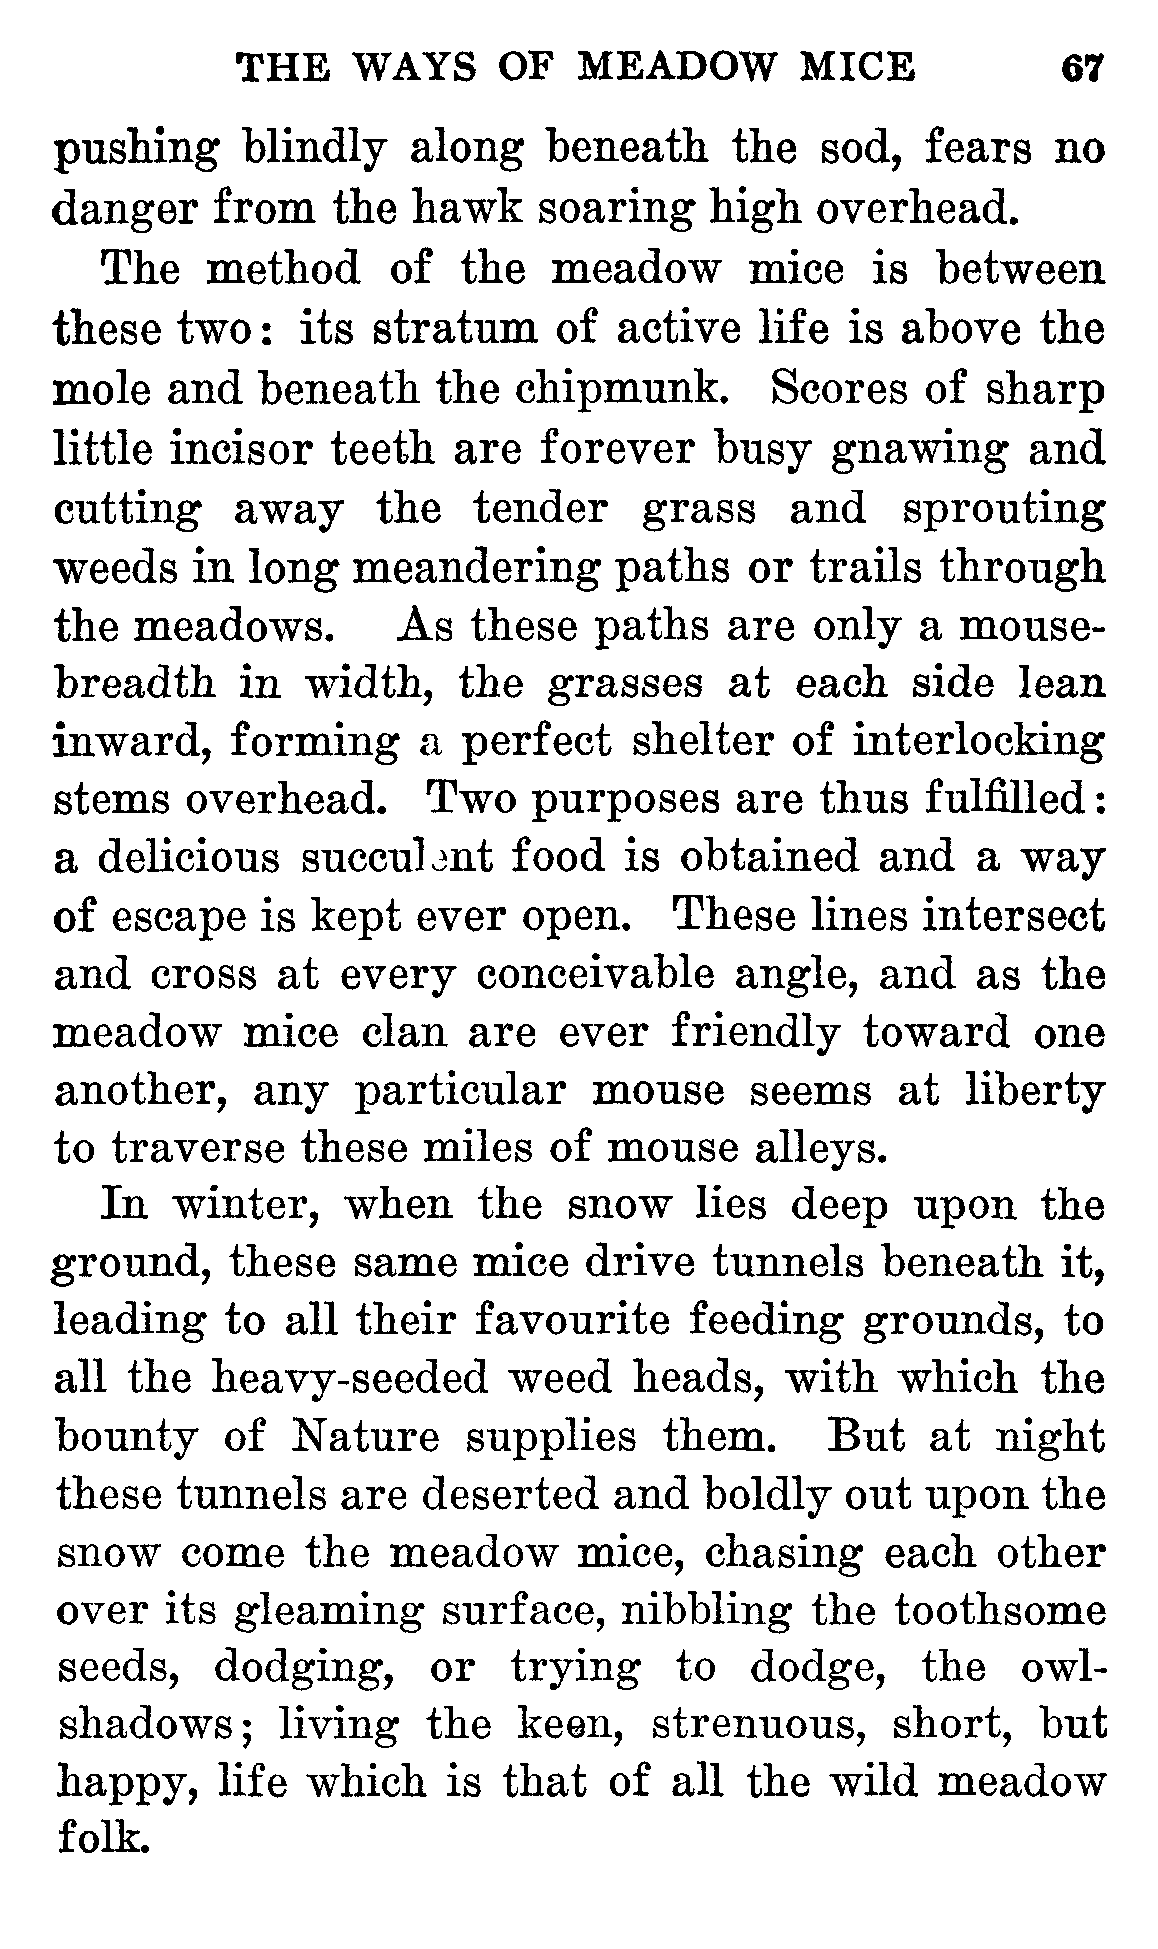 THE WAYS OF MEADOW MICE 67
pushing blindly along beneath the sod, fears no
danger from the hawk soaring high overhead.
The method of the meadow mice is between
these two: its stratum of active life is above the
mole and beneath the chipmunk. Scores of sharp
little incisor teeth are forever busy gnawing and
cutting away the tender grass and sprouting
weeds in long meandering paths or trails through
the meadows. As these paths are only a mouse-
breadth in width, the grasses at each side lean
inward, forming a perfect shelter of interlocking
stems overhead. Two purposes are thus fulfilled:
a delicious succulent food is obtained and a way
of escape is kept ever open. These lines intersect
and cross at every conceivable angle, and as the
meadow mice clan are ever friendly toward one
another, any particular mouse seems at liberty
to traverse these miles of mouse alleys.
In winter, when the snow lies deep upon the
ground, these same mice drive tunnels beneath it,
leading to all their favourite feeding grounds, to
all the heavy-seeded weed heads, with which the
bounty of Nature supplies them. But at night
these tunnels are deserted and boldly out upon the
snow come the meadow mice, chasing each other
over its gleaming surface, nibbling the toothsome
seeds, dodging, or trying to dodge, the owl-
shadows; living the keen, strenuous, short, but
happy, life which is that of all the wild meadow
folk.